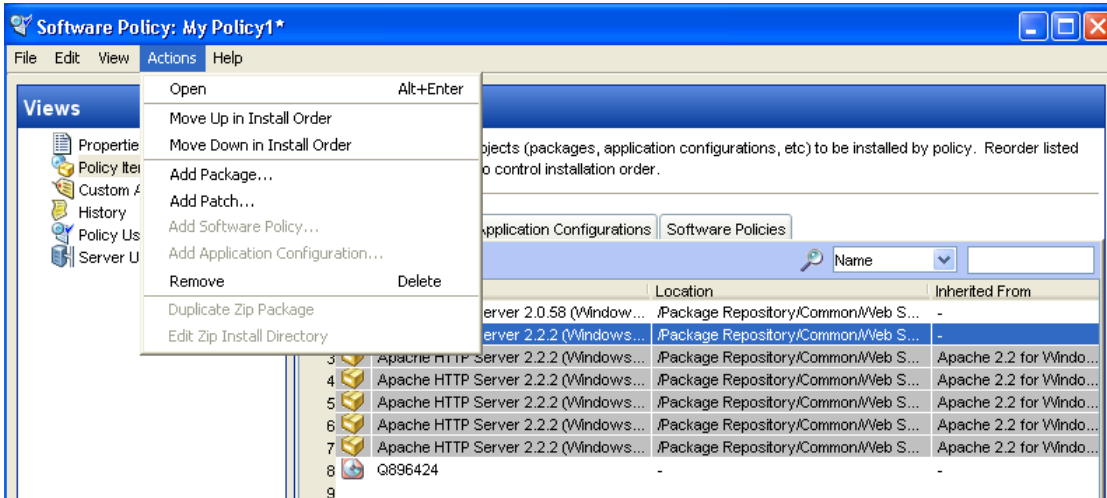 Software Policy: My Policy1*
File Edit View Actions Help
Open Alt+Enter
Move Up in Install Order
Move Down in Install Order
Add Package...
Add Patch...
Add Software Policy...
Add Application Configuration...
Remove Delete
Duplicate Zip Package
Edit Zip Install Directory
Views
Propertie
Policy Ite
Custom A
History
Policy Us
Server U
jects (packages, application configurations, etc) to be installed by policy. Reorder listed
o control installation order.
Application Configurations Software Policies
Name
Location Inherited From
erver 2.0.58 (Window... /Package Repository/Common/Web S... -
erver 2.2.2 (Windows... /Package Repository/Common/Web S... -
3 Apache HTTP Server 2.2.2 (Windows... /Package Repository/Common/Web S... Apache 2.2 for Windo...
4 Apache HTTP Server 2.2.2 (Windows... /Package Repository/Common/Web S... Apache 2.2 for Windo...
5 Apache HTTP Server 2.2.2 (Windows... /Package Repository/Common/Web S... Apache 2.2 for Windo...
6 Apache HTTP Server 2.2.2 (Windows... /Package Repository/Common/Web S... Apache 2.2 for Windo...
7 Apache HTTP Server 2.2.2 (Windows... /Package Repository/Common/Web S... Apache 2.2 for Windo...
8 Q896424 - -
9